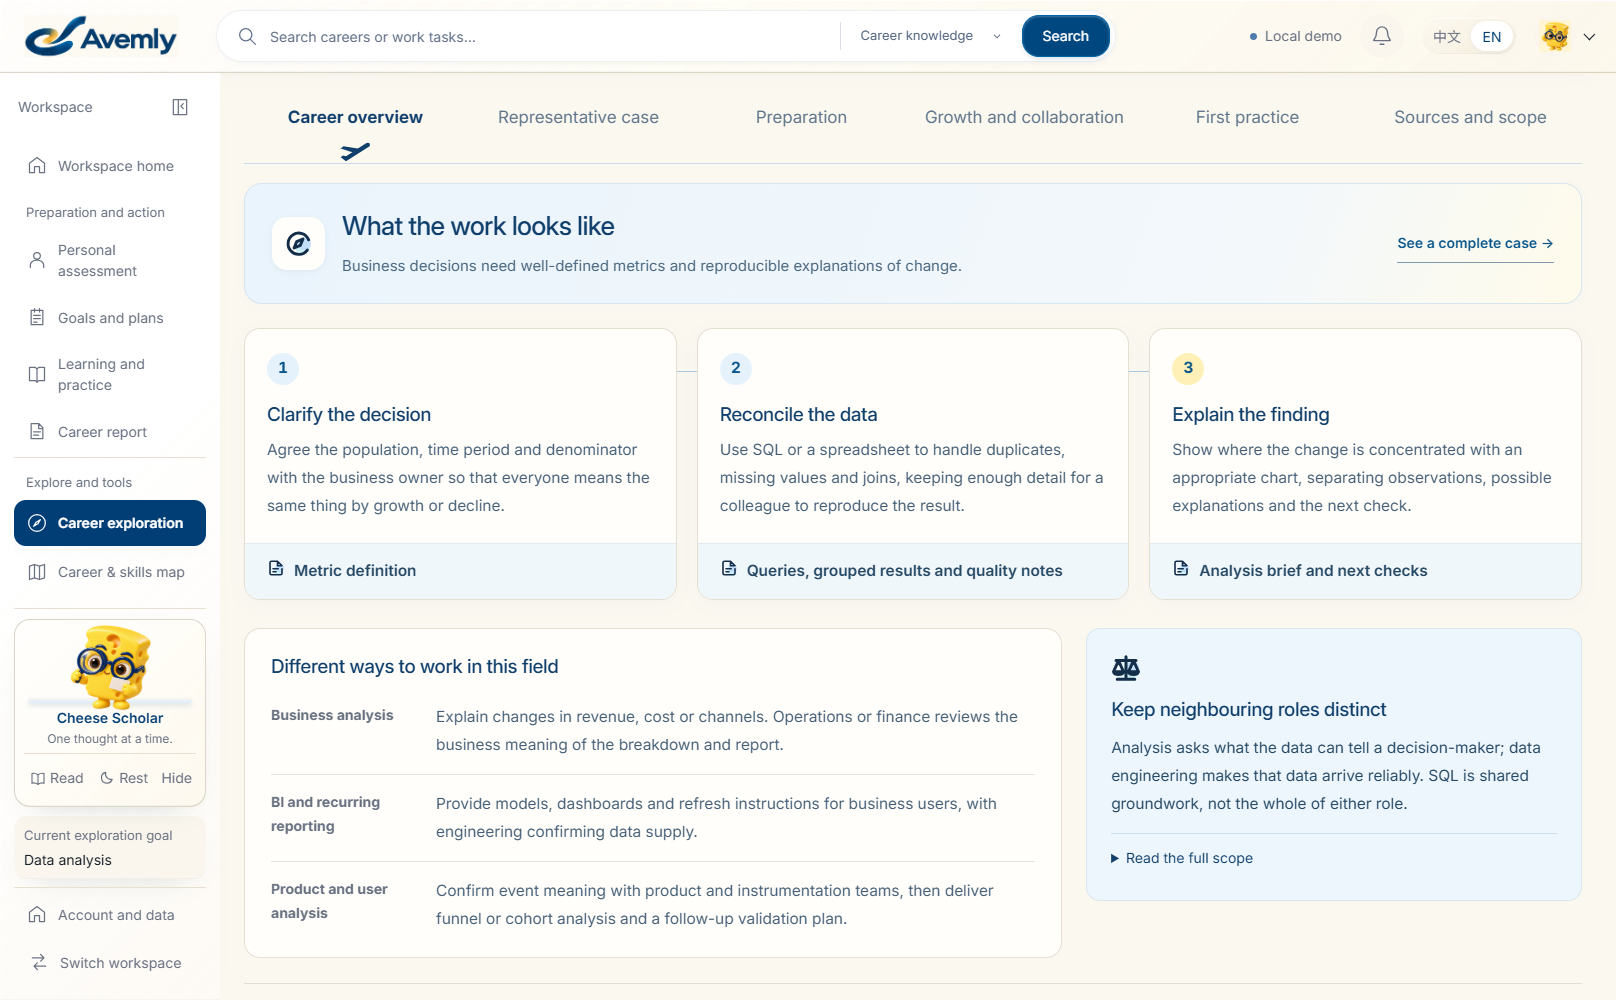 Avemly
Search careers or work tasks...
Career knowledge
Search
Local demo
中文
EN
Workspace
Workspace home
Preparation and action
Personal
assessment
Goals and plans
Learning and
practice
Career report
Explore and tools
Career exploration
Career & skills map
Cheese Scholar
One thought at a time.
Read
Rest
Hide
Current exploration goal
Data analysis
Account and data
Switch workspace
Career overview
Representative case
Preparation
Growth and collaboration
First practice
Sources and scope
What the work looks like
Business decisions need well-defined metrics and reproducible explanations of change.
See a complete case →
1
Clarify the decision
Agree the population, time period and denominator
with the business owner so that everyone means the
same thing by growth or decline.
Metric definition
2
Reconcile the data
Use SQL or a spreadsheet to handle duplicates,
missing values and joins, keeping enough detail for a
colleague to reproduce the result.
Queries, grouped results and quality notes
3
Explain the finding
Show where the change is concentrated with an
appropriate chart, separating observations, possible
explanations and the next check.
Analysis brief and next checks
Different ways to work in this field
Business analysis
Explain changes in revenue, cost or channels. Operations or finance reviews the
business meaning of the breakdown and report.
BI and recurring
reporting
Provide models, dashboards and refresh instructions for business users, with
engineering confirming data supply.
Product and user
analysis
Confirm event meaning with product and instrumentation teams, then deliver
funnel or cohort analysis and a follow-up validation plan.
Keep neighbouring roles distinct
Analysis asks what the data can tell a decision-maker; data
engineering makes that data arrive reliably. SQL is shared
groundwork, not the whole of either role.
Read the full scope